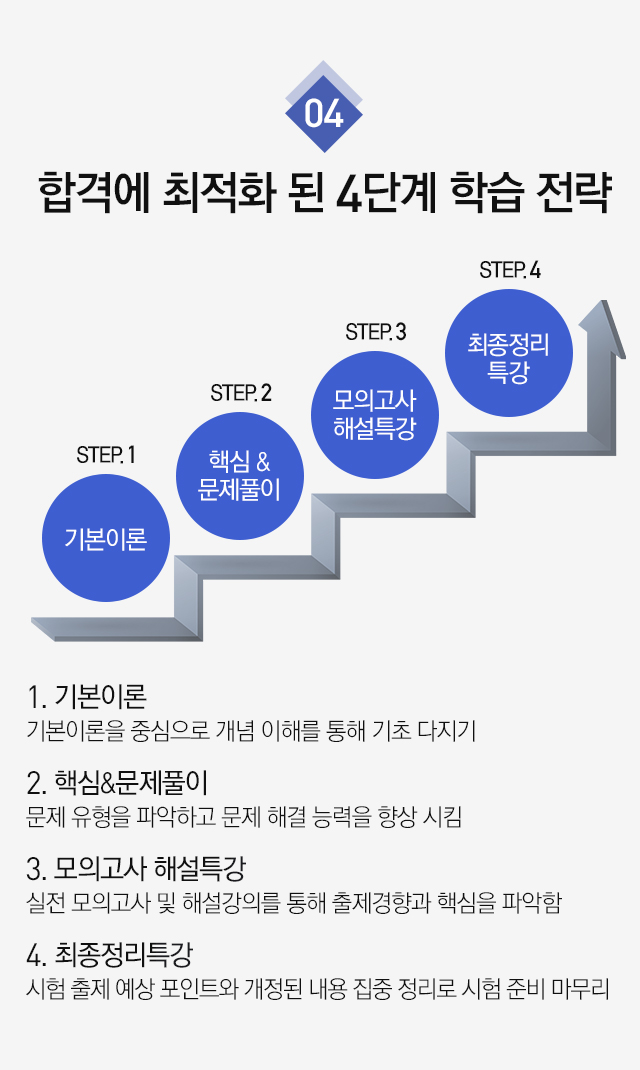 04
합격에 최적화 된 4단계 학습 전략
STEP.4
최종정리
특강
STEP.3
모의고사
해설특강
STEP.2
핵심 &
문제풀이
STEP.1
기본이론
1. 기본이론
기본이론을 중심으로 개념 이해를 통해 기초 다지기
2. 핵심&문제풀이
문제 유형을 파악하고 문제 해결 능력을 향상 시킴
3. 모의고사 해설특강
실전 모의고사 및 해설강의를 통해 출제경향과 핵심을 파악함
4. 최종정리특강
시험 출제 예상 포인트와 개정된 내용 집중 정리로 시험 준비 마무리